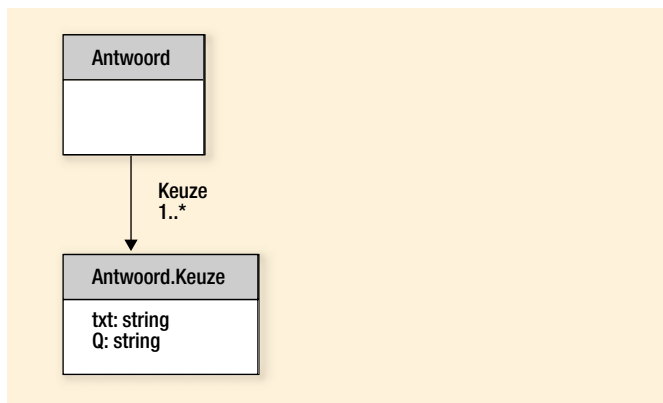 Antwoord
Keuze
1..*
Antwoord.Keuze
txt: string
Q: string